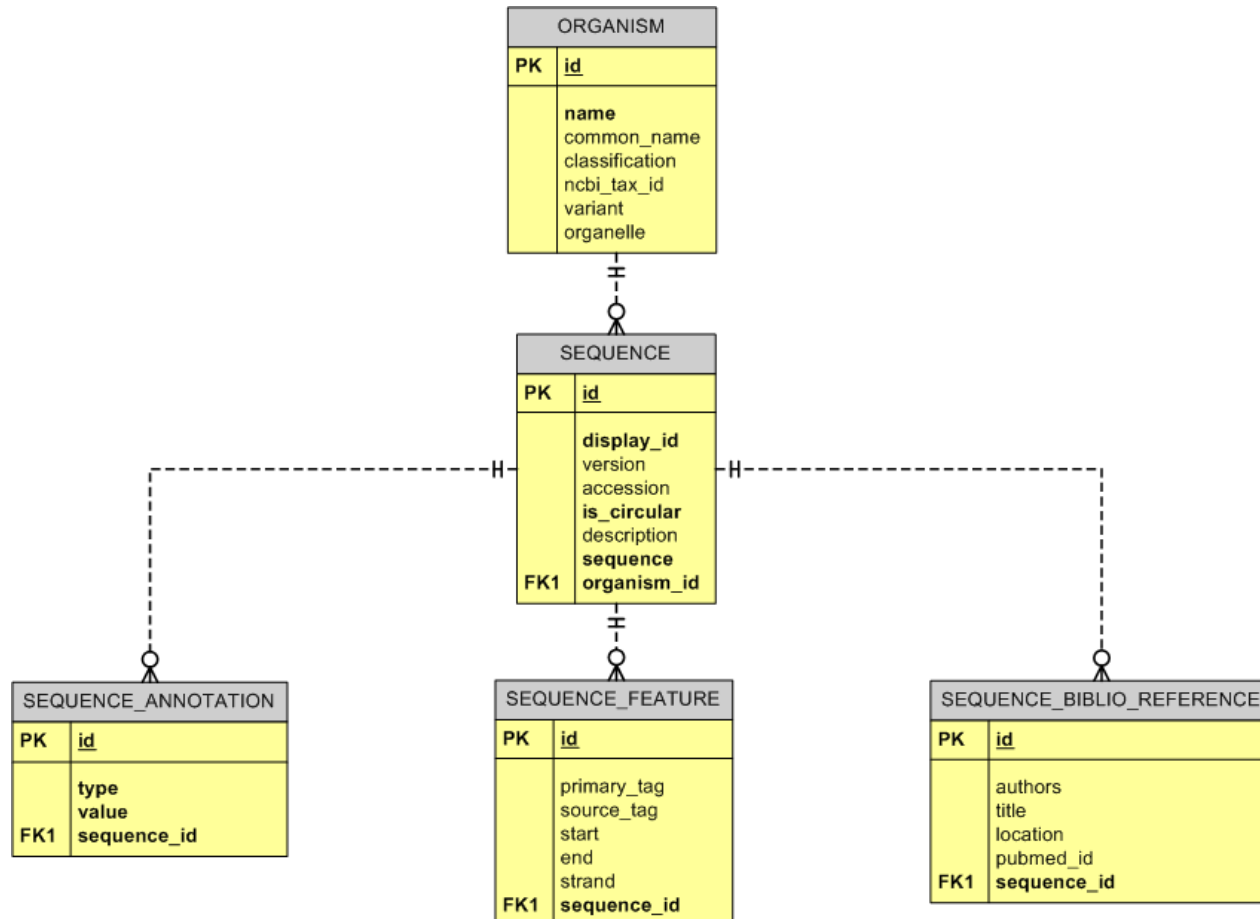 ORGANISM
PK id
name
common_name
classification
ncbi_tax_id
variant
organelle
SEQUENCE
PK id
display_id
version
accession
is_circular
description
sequence
FK1 organism_id
SEQUENCE_ANNOTATION
PK id
type
value
FK1 sequence_id
SEQUENCE_FEATURE
PK id
primary_tag
source_tag
start
end
strand
FK1 sequence_id
SEQUENCE_BIBLIO_REFERENCE
PK id
authors
title
location
pubmed_id
FK1 sequence_id